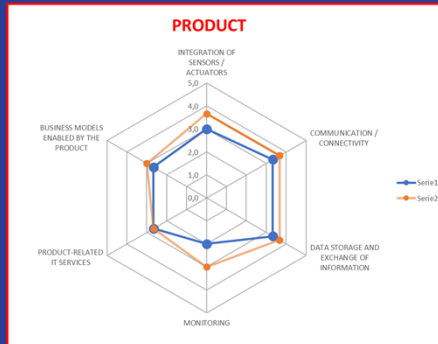 PRODUCT
INTEGRATION OF
SENSORS /
ACTUATORS
5,0
4,0
3,0
2,0
1,0
0,0
BUSINESS MODELS
ENABLED BY THE
PRODUCT
COMMUNICATION /
CONNECTIVITY
Serie1
Serie2
PRODUCT-RELATED
IT SERVICES
DATA STORAGE AND
EXCHANGE OF
INFORMATION
MONITORING